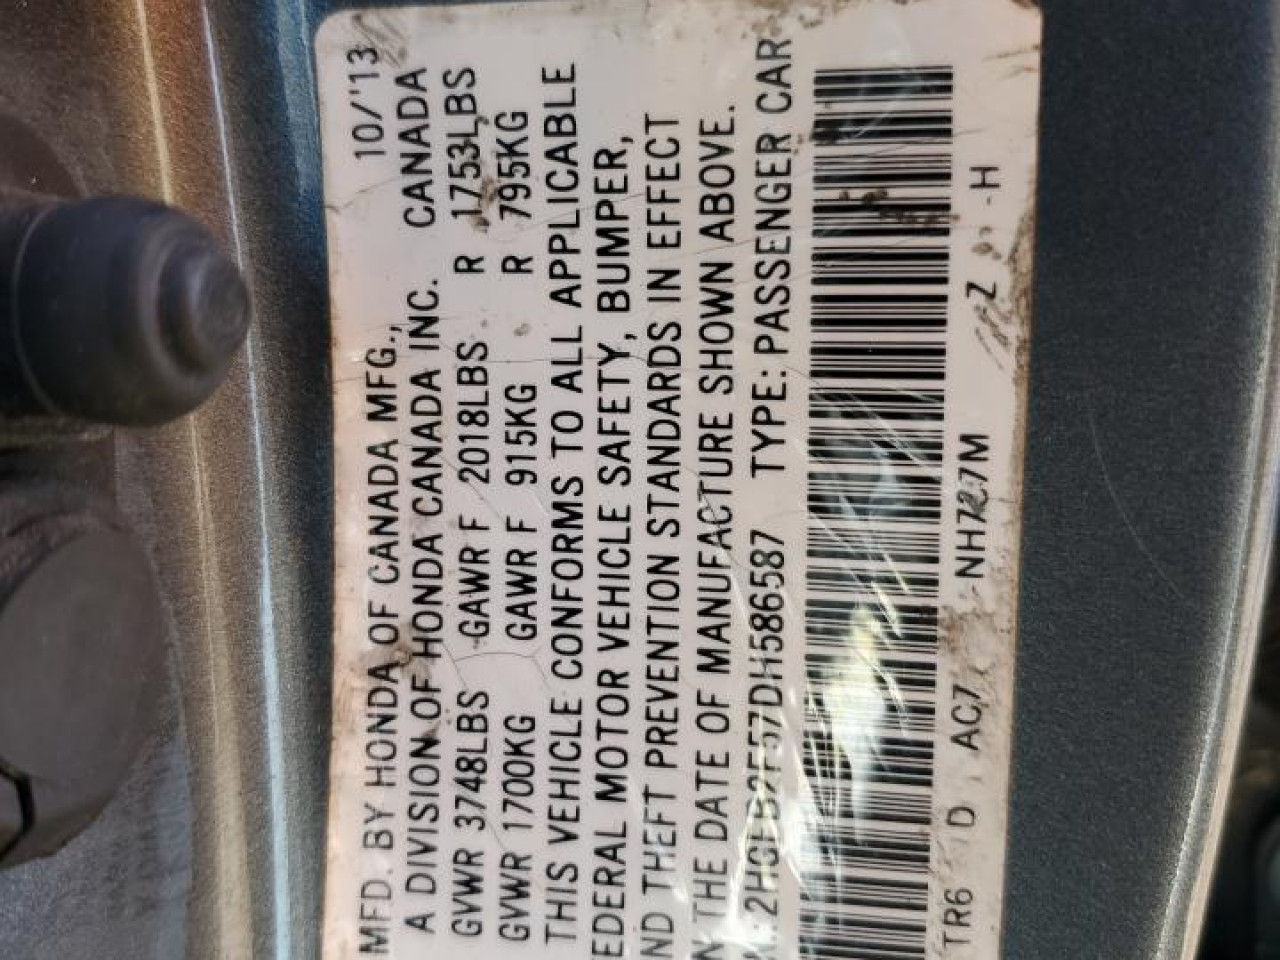 MFD. BY HONDA OF CANADA MFG., 10/'13
A DIVISION OF HONDA CANADA INC. CANADA
GVWR 3748LBS GAWR F 2018LBS R 1753LBS
GVWR 1700KG GAWR F 915KG R 795KG
THIS VEHICLE CONFORMS TO ALL APPLICABLE
EDERAL MOTOR VEHICLE SAFETY, BUMPER,
ND THEFT PREVENTION STANDARDS IN EFFECT
N THE DATE OF MANUFACTURE SHOWN ABOVE.
2HGFB2F57DH586587 TYPE: PASSENGER CAR
TR6 D AC7 NH727M -H